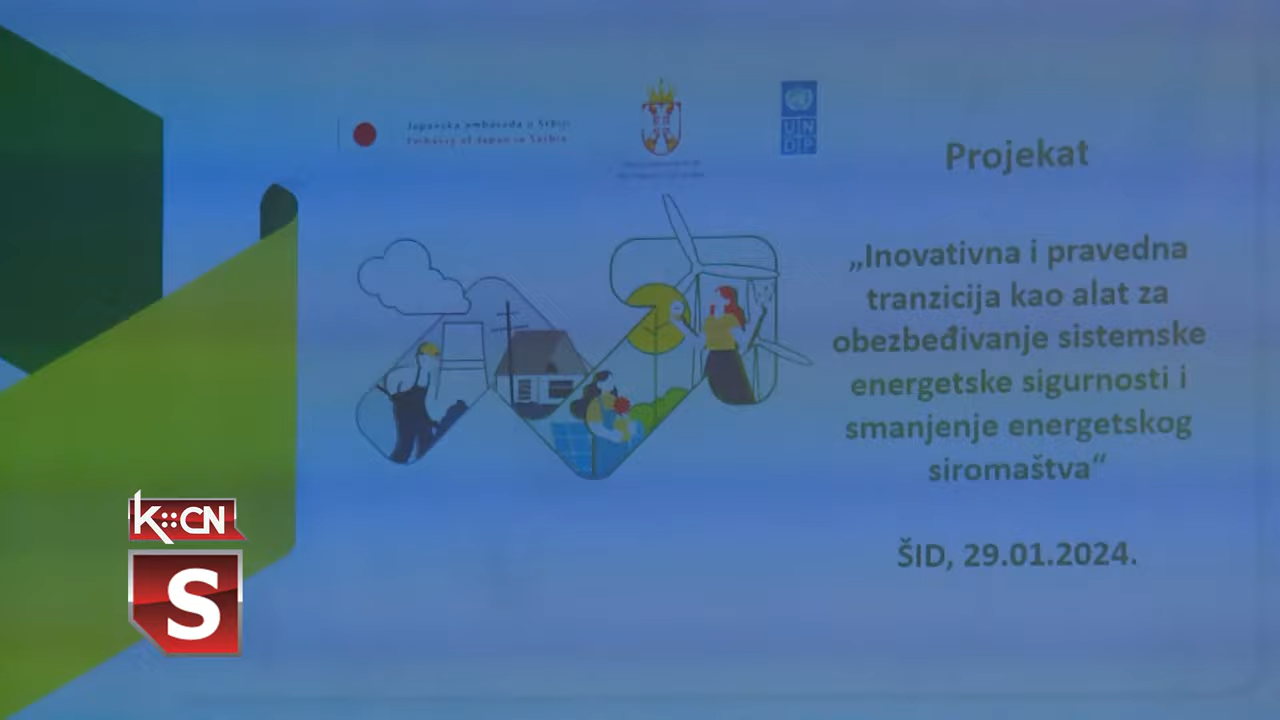 Japanska ambasada u Srbiji
Embassy of Japan in Serbia
UN
DP
Projekat
„Inovativna i pravedna
tranzicija kao alat za
obezbeđivanje sistemske
energetske sigurnosti i
smanjenje energetskog
siromaštva“
ŠID, 29.01.2024.
K::CN
S